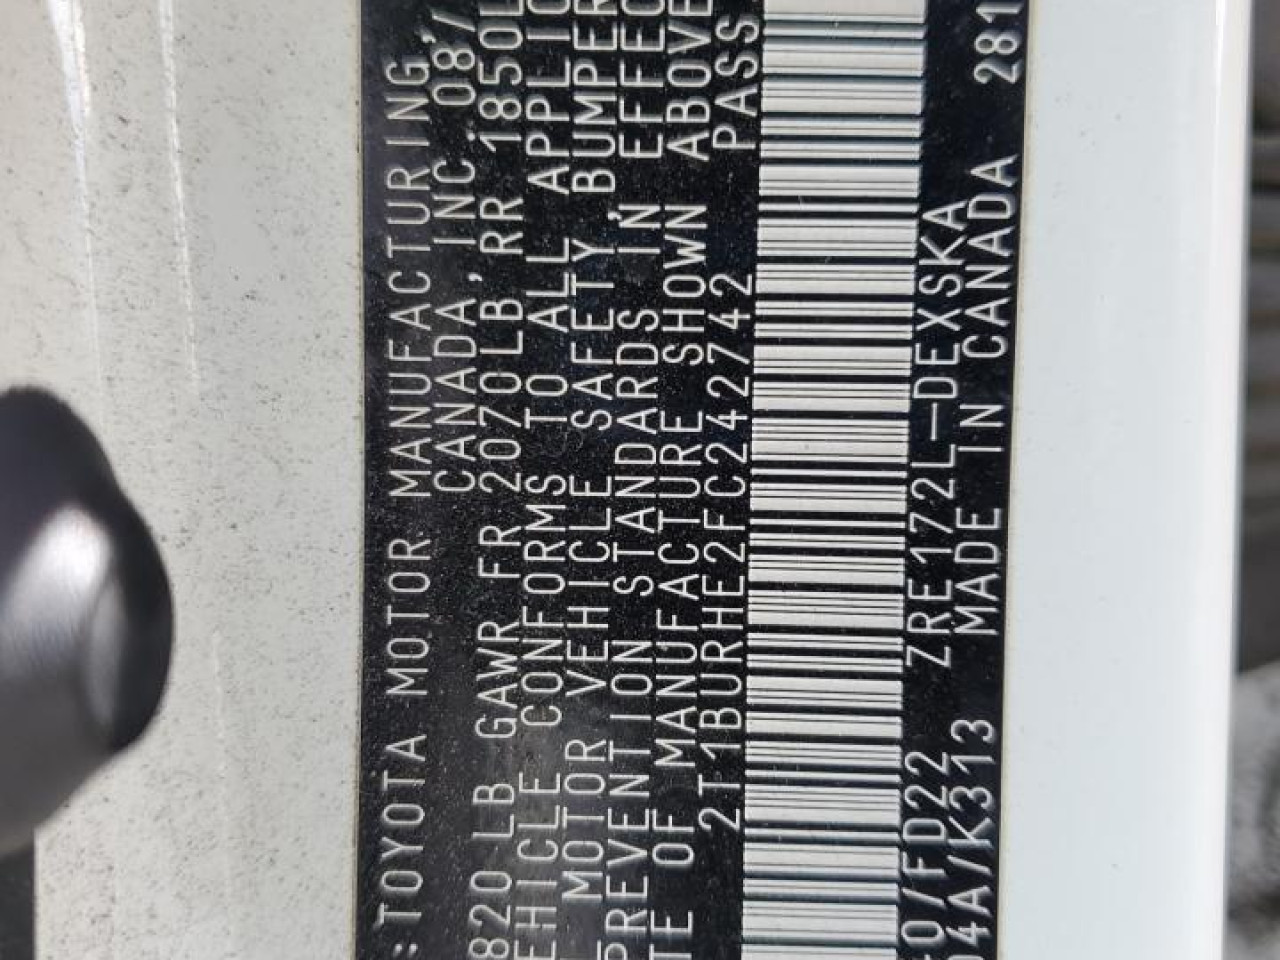 :TOYOTA MOTOR MANUFACTURING,
CANADA, INC. 08/
820 LB GAWR FR 2070LB, RR 1850L
EHICLE CONFORMS TO ALL APPLIC
MOTOR VEHICLE SAFETY, BUMPER
PREVENTION STANDARDS IN EFFEC
TE OF MANUFACTURE SHOWN ABOVE
2T1BURHE2FC242742 PASS
/FD22 ZRE172L-DEXSKA
4A/K313 MADE IN CANADA 281